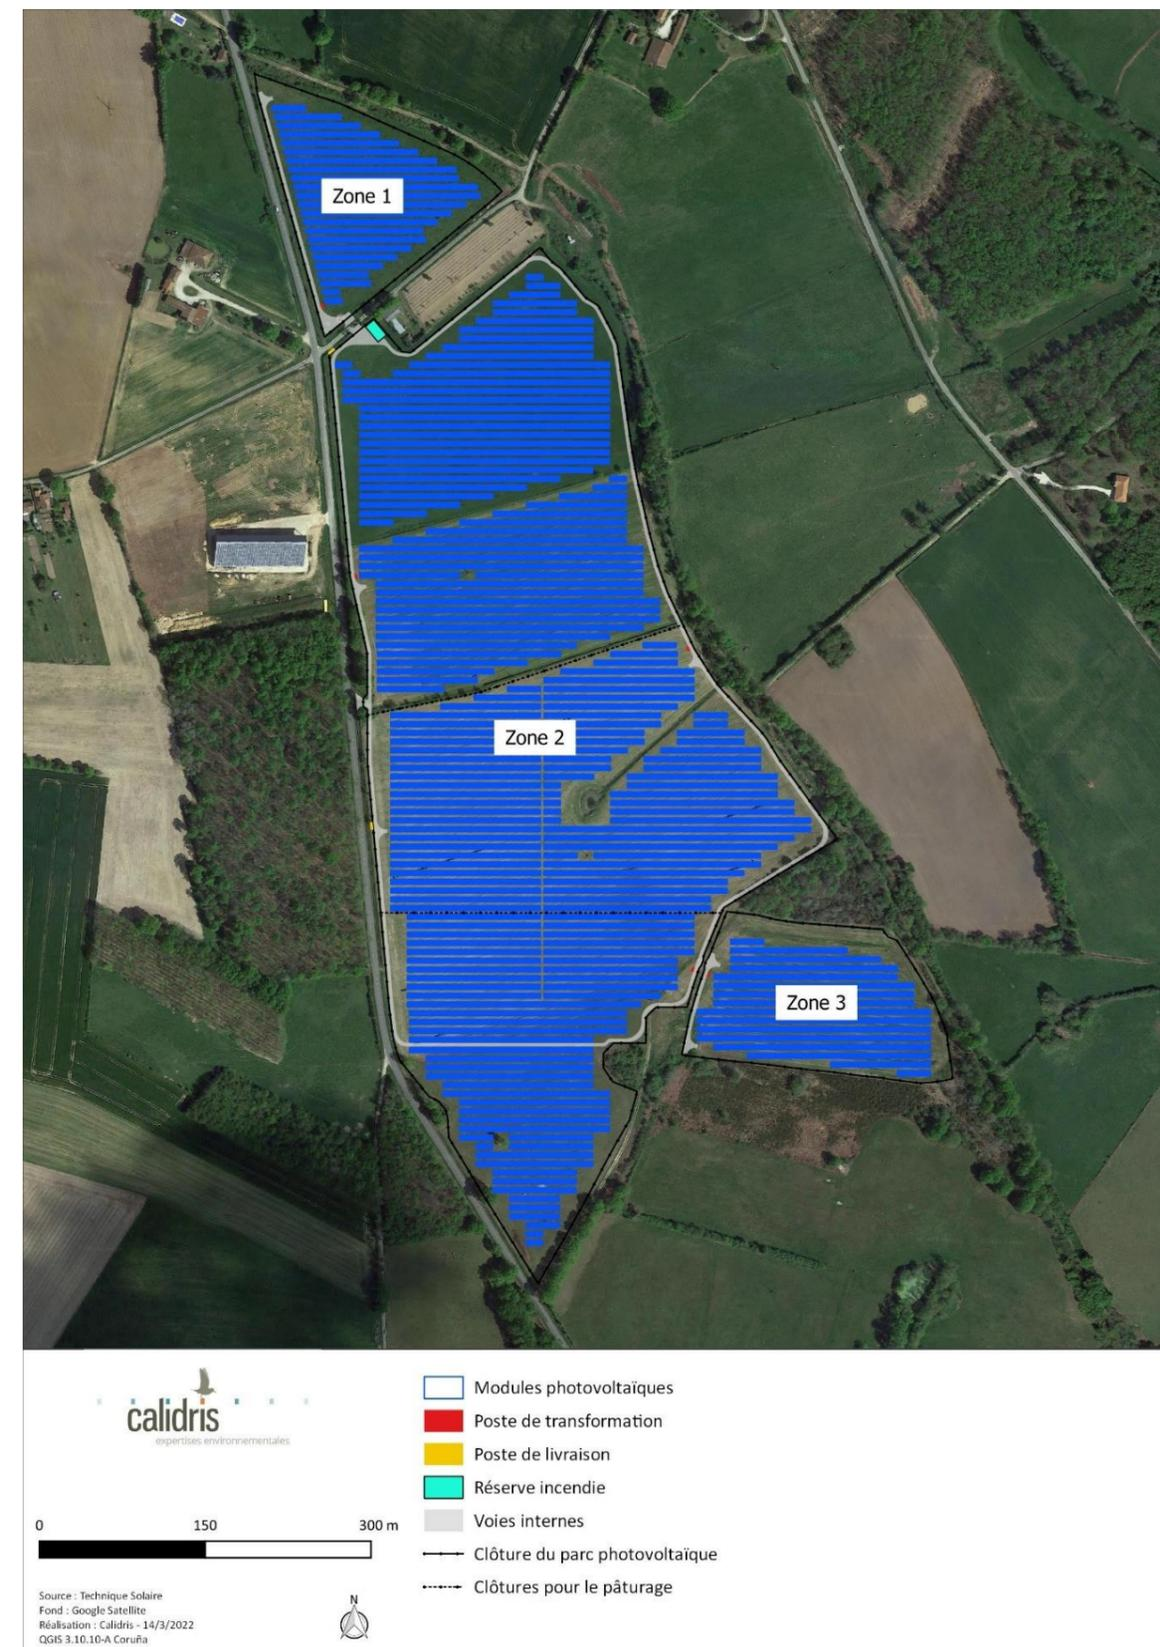 Zone 1
Zone 2
Zone 3
calidris
expertises environnementales
0 150 300 m
Source : Technique Solaire
Fond : Google Satellite
Réalisation : Calidris - 14/3/2022
QGIS 3.10.10-A Coruña
N
Modules photovoltaïques
Poste de transformation
Poste de livraison
Réserve incendie
Voies internes
Clôture du parc photovoltaïque
Clôtures pour le pâturage